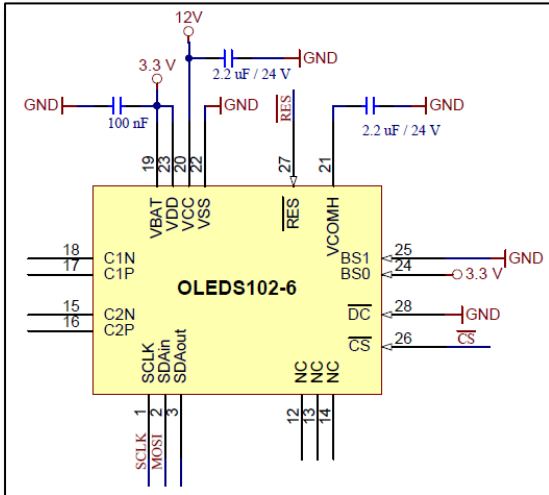 12V
3.3 V
GND
2.2 uF / 24 V
GND
100 nF
GND
RES
GND
2.2 uF / 24 V
19
23
20
22
27
21
VBAT
VDD
VCC
VSS
RES
VCOMH
18
C1N
17
C1P
15
C2N
16
C2P
OLEDS102-6
BS1
25
GND
BS0
24
3.3 V
DC
28
GND
CS
26
CS
SCLK
SDAin
SDAout
NC
NC
NC
1
2
3
12
13
14
SCLK
MOSI